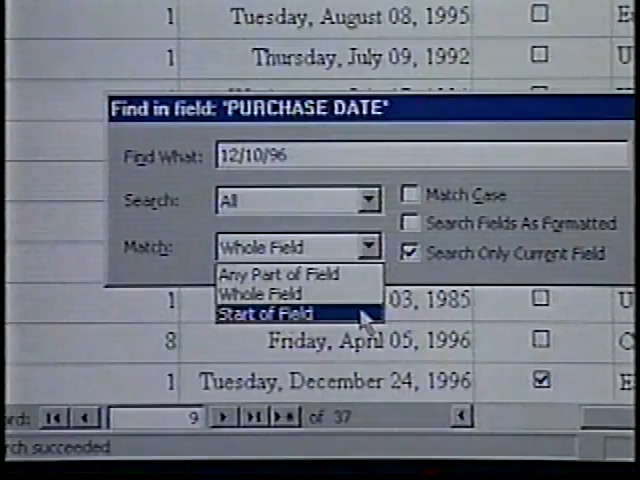 1 Tuesday, August 08, 1995
1 Thursday, July 09, 1992 U
Find in field: "PURCHASE DATE"
Find What: 12/10/96
Search: All Match Case
Search Fields As Formatted
Match: Whole Field Search Only Current Field
Any Part of Field
Whole Field
1 03, 1985 U
Start of Field
8 Friday, April 05, 1996
1 Tuesday, December 24, 1996
ord: 9 of 37
rch succeeded